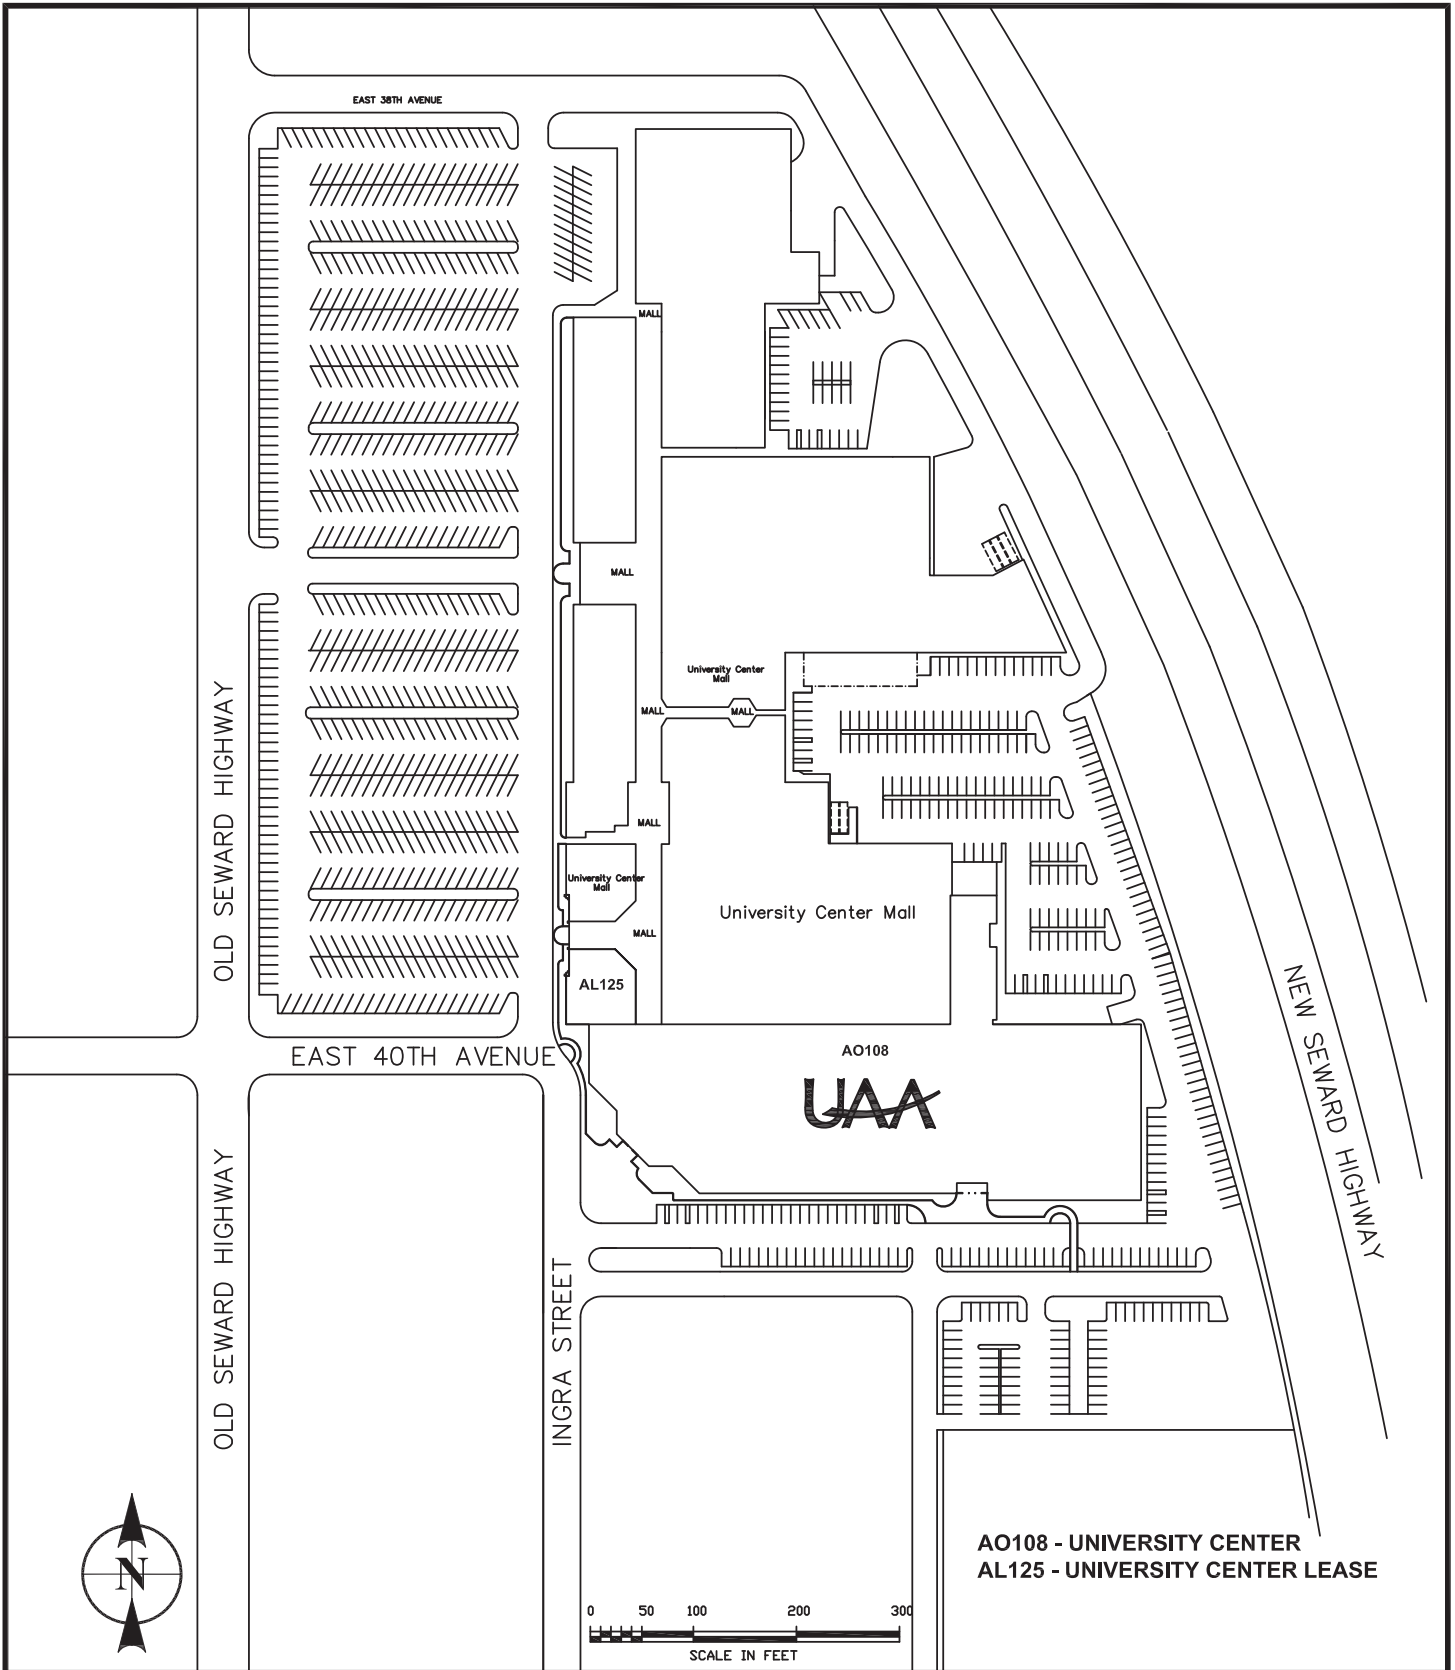 EAST 38TH AVENUE
MALL
MALL
University Center
Mall
MALL
MALL
OLD SEWARD HIGHWAY
MALL
University Center
Mall
University Center Mall
MALL
AL125
NEW SEWARD HIGHWAY
EAST 40TH AVENUE
AO108
UAA
OLD SEWARD HIGHWAY
INGRA STREET
N
AO108 - UNIVERSITY CENTER
AL125 - UNIVERSITY CENTER LEASE
0 50 100 200 300
SCALE IN FEET